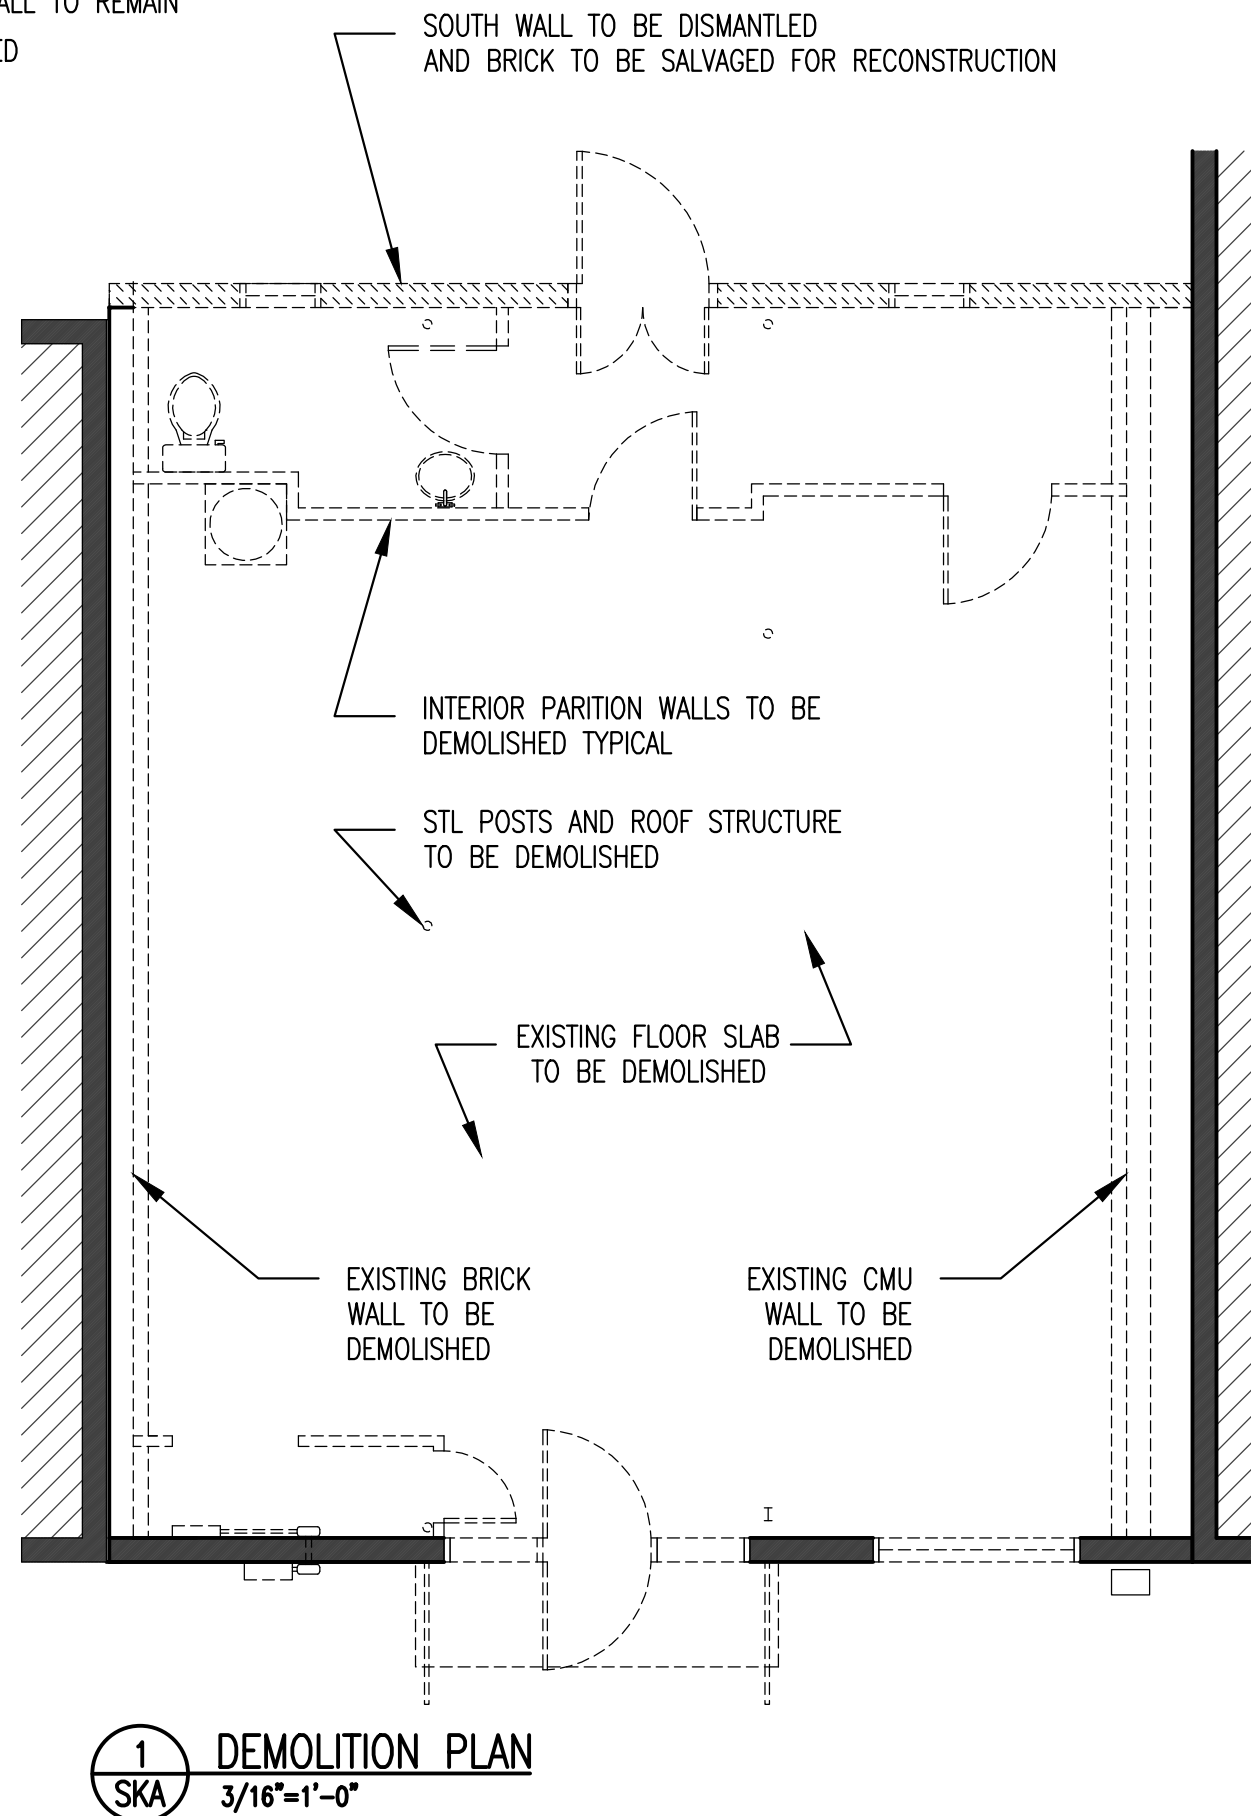 TO REMAIN
SOUTH WALL TO BE DISMANTLED
AND BRICK TO BE SALVAGED FOR RECONSTRUCTION
INTERIOR PARITION WALLS TO BE
DEMOLISHED TYPICAL
STL POSTS AND ROOF STRUCTURE
TO BE DEMOLISHED
EXISTING FLOOR SLAB
TO BE DEMOLISHED
EXISTING BRICK
WALL TO BE
DEMOLISHED
EXISTING CMU
WALL TO BE
DEMOLISHED
1
SKA
DEMOLITION PLAN
3/16"=1'-0"